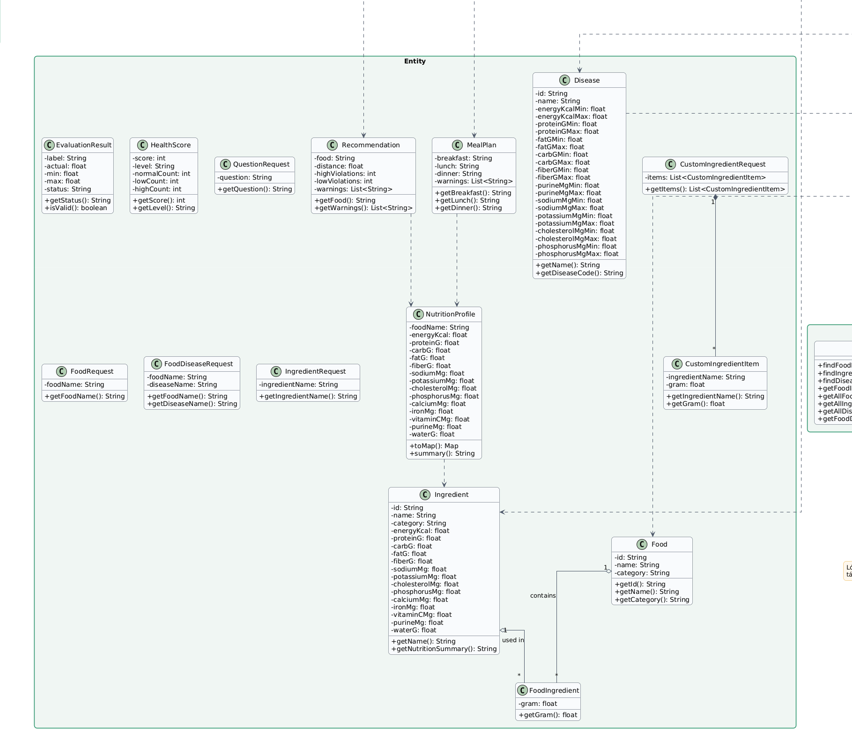 Entity
C Disease
-id: String
-name: String
-energyKcalMin: float
-energyKcalMax: float
-proteinGMin: float
-proteinGMax: float
-fatGMin: float
-fatGMax: float
-carbGMin: float
-carbGMax: float
-fiberGMin: float
-fiberGMax: float
-purineMgMin: float
-purineMgMax: float
-sodiumMgMin: float
-sodiumMgMax: float
-potassiumMgMin: float
-potassiumMgMax: float
-cholesterolMgMin: float
-cholesterolMgMax: float
-phosphorusMgMin: float
-phosphorusMgMax: float
+getName(): String
+getDiseaseCode(): String
C EvaluationResult
-label: String
-actual: float
-min: float
-max: float
-status: String
+getStatus(): String
+isValid(): boolean
C HealthScore
-score: int
-level: String
-normalCount: int
-lowCount: int
-highCount: int
+getScore(): int
+getLevel(): String
C QuestionRequest
-question: String
+getQuestion(): String
C Recommendation
-food: String
-distance: float
-highViolations: int
-lowViolations: int
-warnings: List<String>
+getFood(): String
+getWarnings(): List<String>
C MealPlan
-breakfast: String
-lunch: String
-dinner: String
-warnings: List<String>
+getBreakfast(): String
+getLunch(): String
+getDinner(): String
C CustomIngredientRequest
-items: List<CustomIngredientItem>
+getItems(): List<CustomIngredientItem>
1
*
C NutritionProfile
-foodName: String
-energyKcal: float
-proteinG: float
-carbG: float
-fatG: float
-fiberG: float
-sodiumMg: float
-potassiumMg: float
-cholesterolMg: float
-phosphorusMg: float
-calciumMg: float
-ironMg: float
-vitaminCMg: float
-purineMg: float
-waterG: float
+toMap(): Map
+summary(): String
C FoodRequest
-foodName: String
+getFoodName(): String
C FoodDiseaseRequest
-foodName: String
-diseaseName: String
+getFoodName(): String
+getDiseaseName(): String
C IngredientRequest
-ingredientName: String
+getIngredientName(): String
C CustomIngredientItem
-ingredientName: String
-gram: float
+getIngredientName(): String
+getGram(): float
C Ingredient
-id: String
-name: String
-category: String
-energyKcal: float
-proteinG: float
-carbG: float
-fatG: float
-fiberG: float
-sodiumMg: float
-potassiumMg: float
-cholesterolMg: float
-phosphorusMg: float
-calciumMg: float
-ironMg: float
-vitaminCMg: float
-purineMg: float
-waterG: float
+getName(): String
+getNutritionSummary(): String
C Food
-id: String
-name: String
-category: String
+getId(): String
+getName(): String
+getCategory(): String
1
contains
*
1
used in
*
C FoodIngredient
-gram: float
+getGram(): float